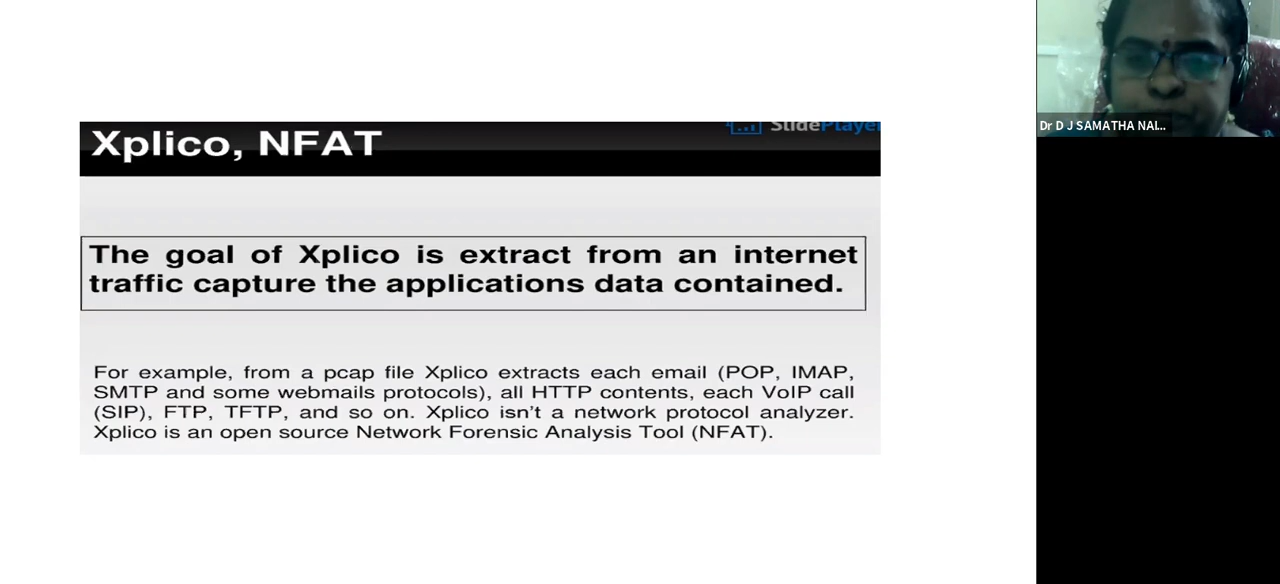 Xplico, NFAT
SlidePlayer
The goal of Xplico is extract from an internet
traffic capture the applications data contained.
For example, from a pcap file Xplico extracts each email (POP, IMAP,
SMTP and some webmails protocols), all HTTP contents, each VoIP call
(SIP), FTP, TFTP, and so on. Xplico isn't a network protocol analyzer.
Xplico is an open source Network Forensic Analysis Tool (NFAT).
Dr D J SAMATHA NAI...